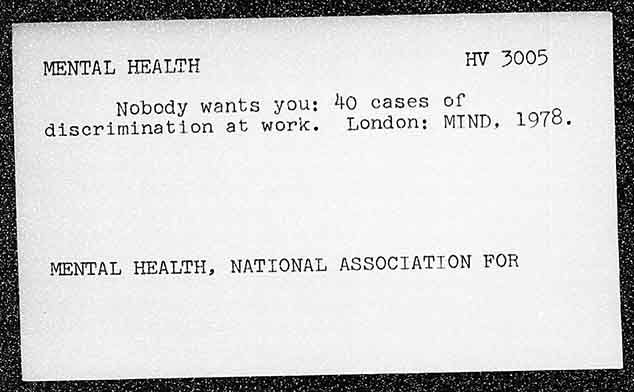 MENTAL HEALTH HV 3005
Nobody wants you: 40 cases of
discrimination at work. London: MIND, 1978.
MENTAL HEALTH, NATIONAL ASSOCIATION FOR